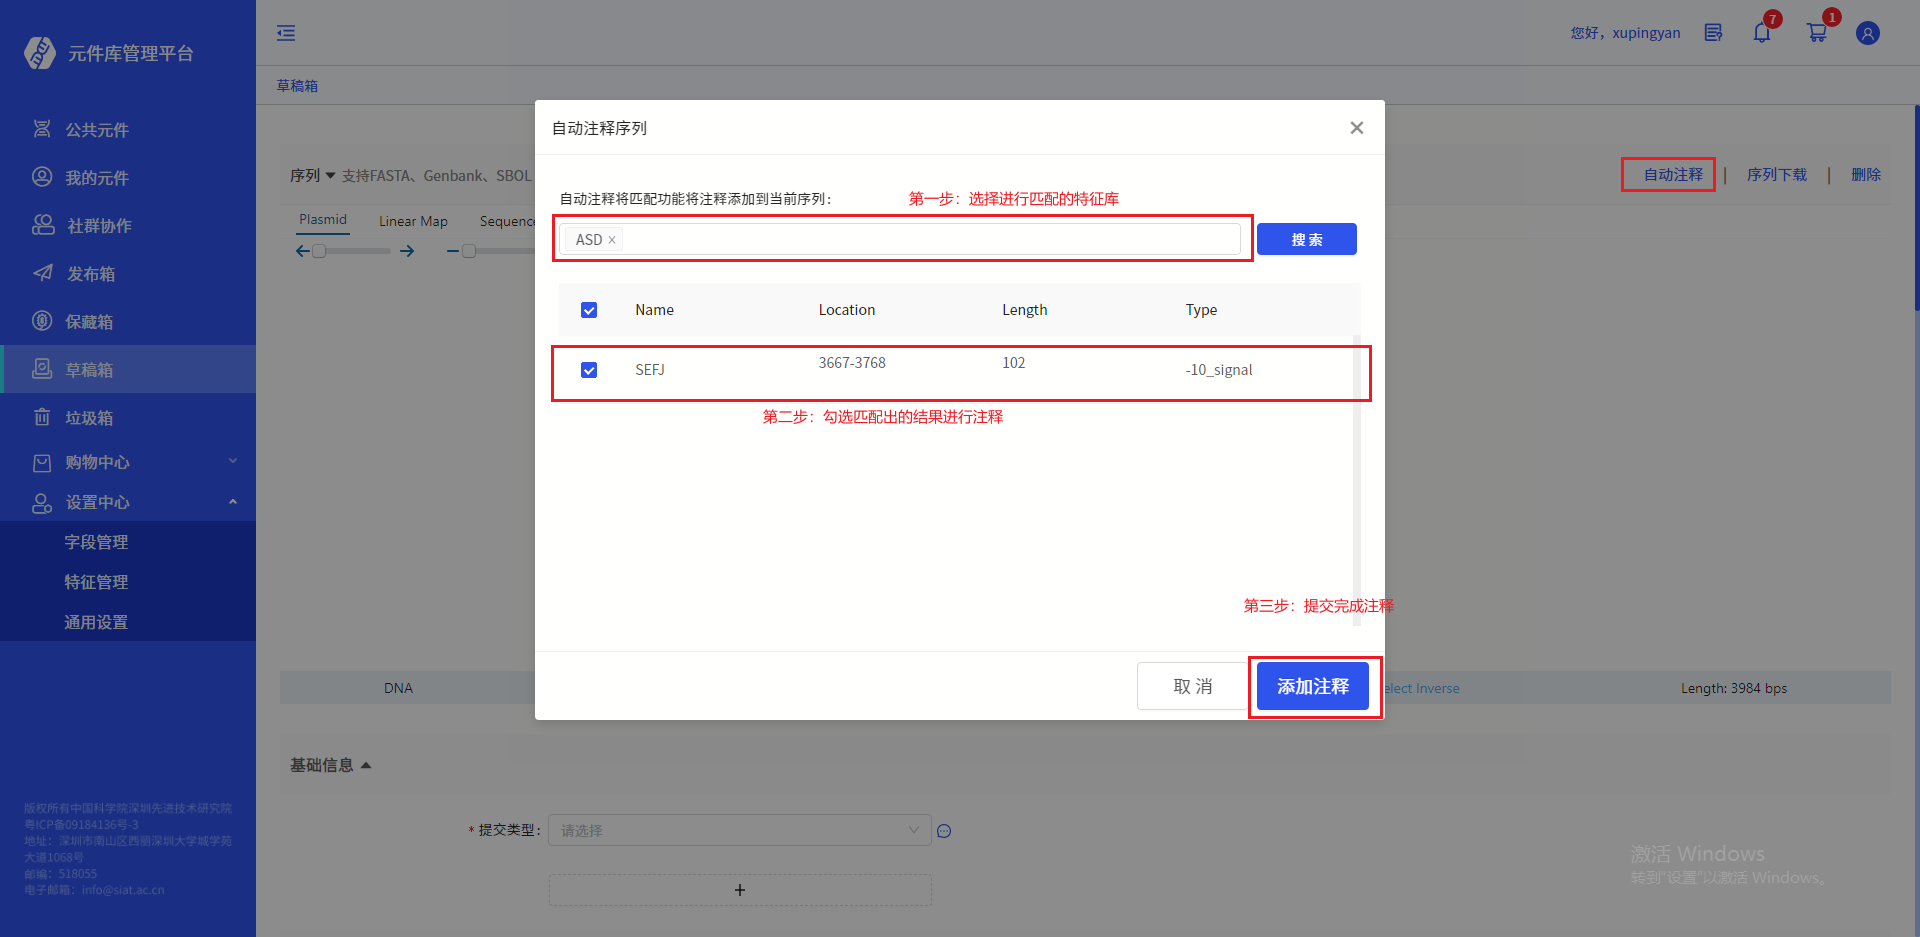 元件库管理平台
您好，xupingyan
7
1
草稿箱
公共元件
我的元件
社群协作
发布箱
保藏箱
草稿箱
垃圾箱
购物中心
设置中心
字段管理
特征管理
通用设置
版权所有中国科学院深圳先进技术研究院
粤ICP备09184136号-3
地址：深圳市南山区西丽深圳大学城学苑
大道1068号
邮编：518055
电子邮箱：info@siat.ac.cn
序列 支持FASTA、Genbank、SBOL
自动注释 | 序列下载 | 删除
Plasmid Linear Map Sequence
自动注释序列
自动注释将匹配功能将注释添加到当前序列：
第一步：选择进行匹配的特征库
ASD
搜 索
Name Location Length Type
SEFJ 3667-3768 102 -10_signal
第二步：勾选匹配出的结果进行注释
第三步：提交完成注释
取 消
添加注释
DNA
elect Inverse
Length: 3984 bps
基础信息
* 提交类型：
请选择
+
激活 Windows
转到"设置"以激活 Windows。